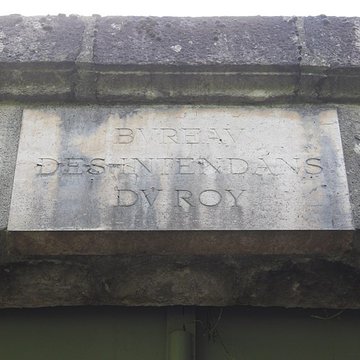 BVREAV
DES INTENDANS
DV ROY